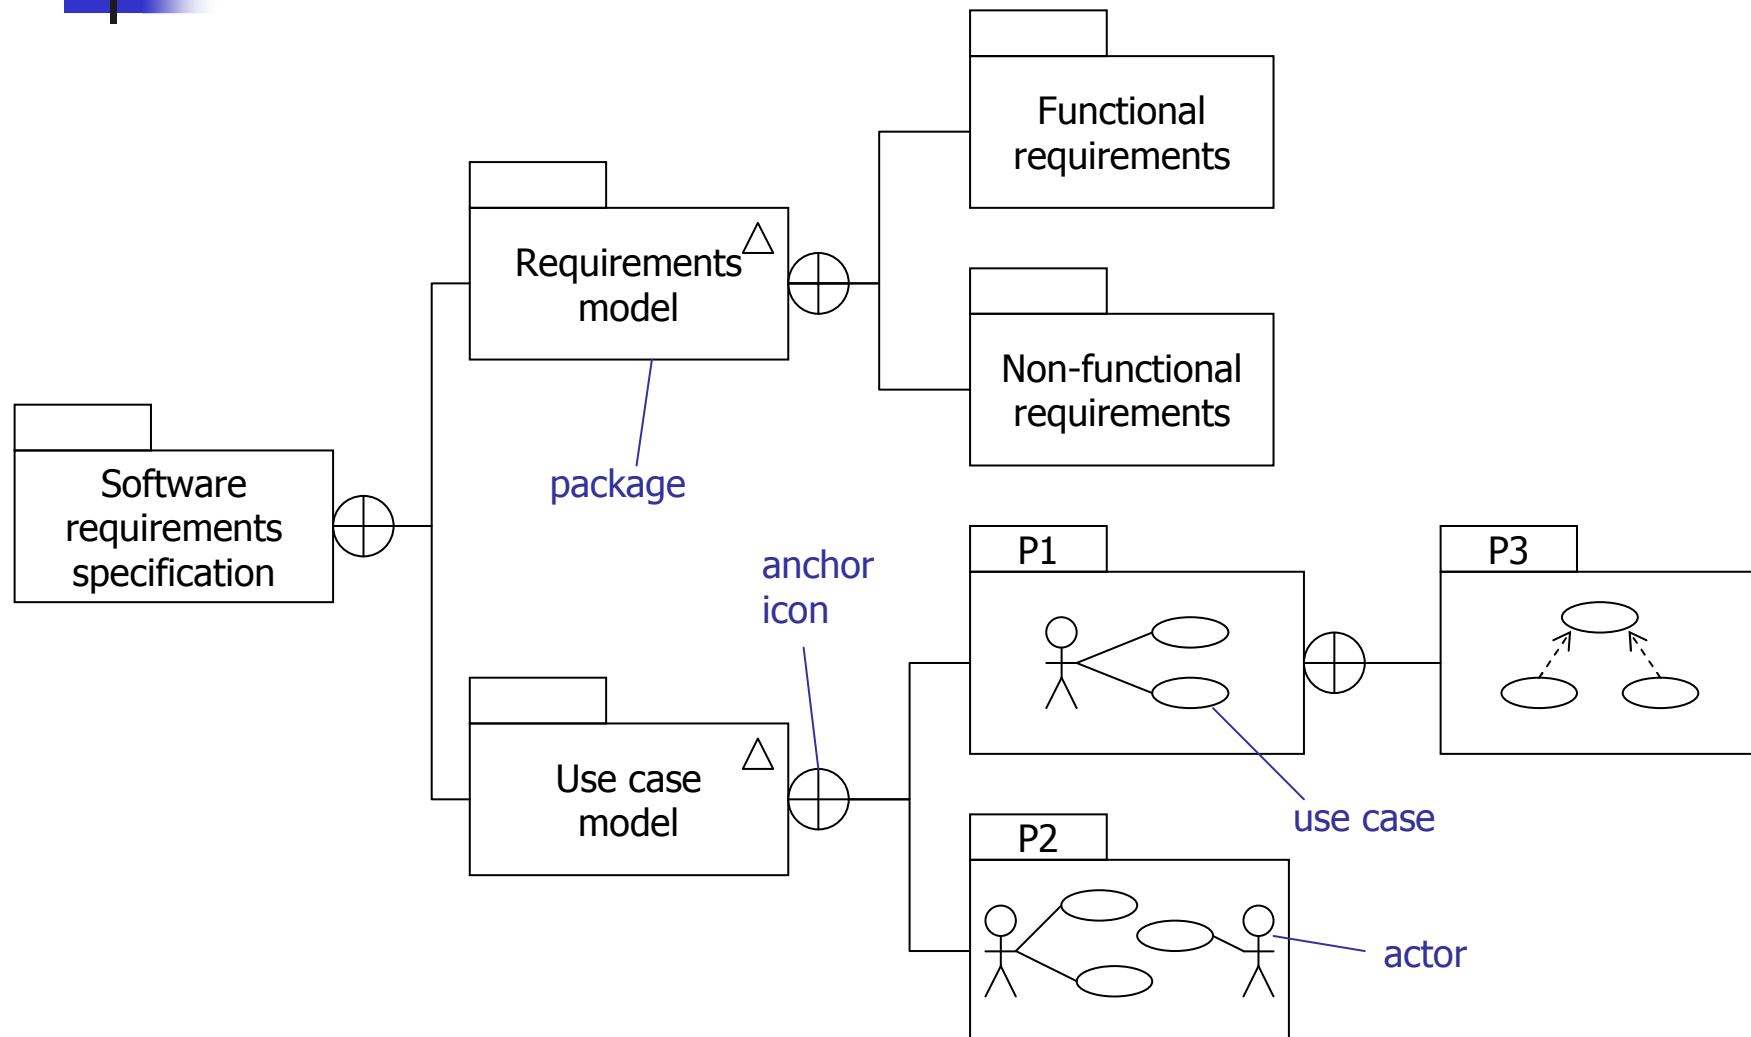 Functional
requirements
Requirements
model
Non-functional
requirements
package
Software
requirements
specification
anchor
icon
P1
P3
Use case
model
use case
P2
actor